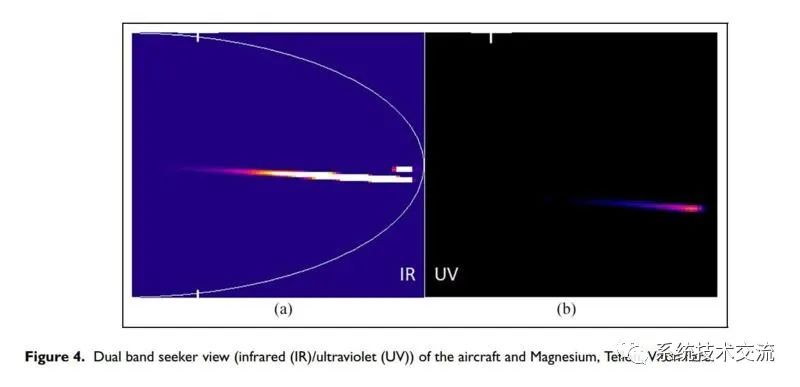 IR UV
(a) (b)
Figure 4. Dual band seeker view (infrared (IR)/ultraviolet (UV)) of the aircraft and Magnesium,
系统技术交流